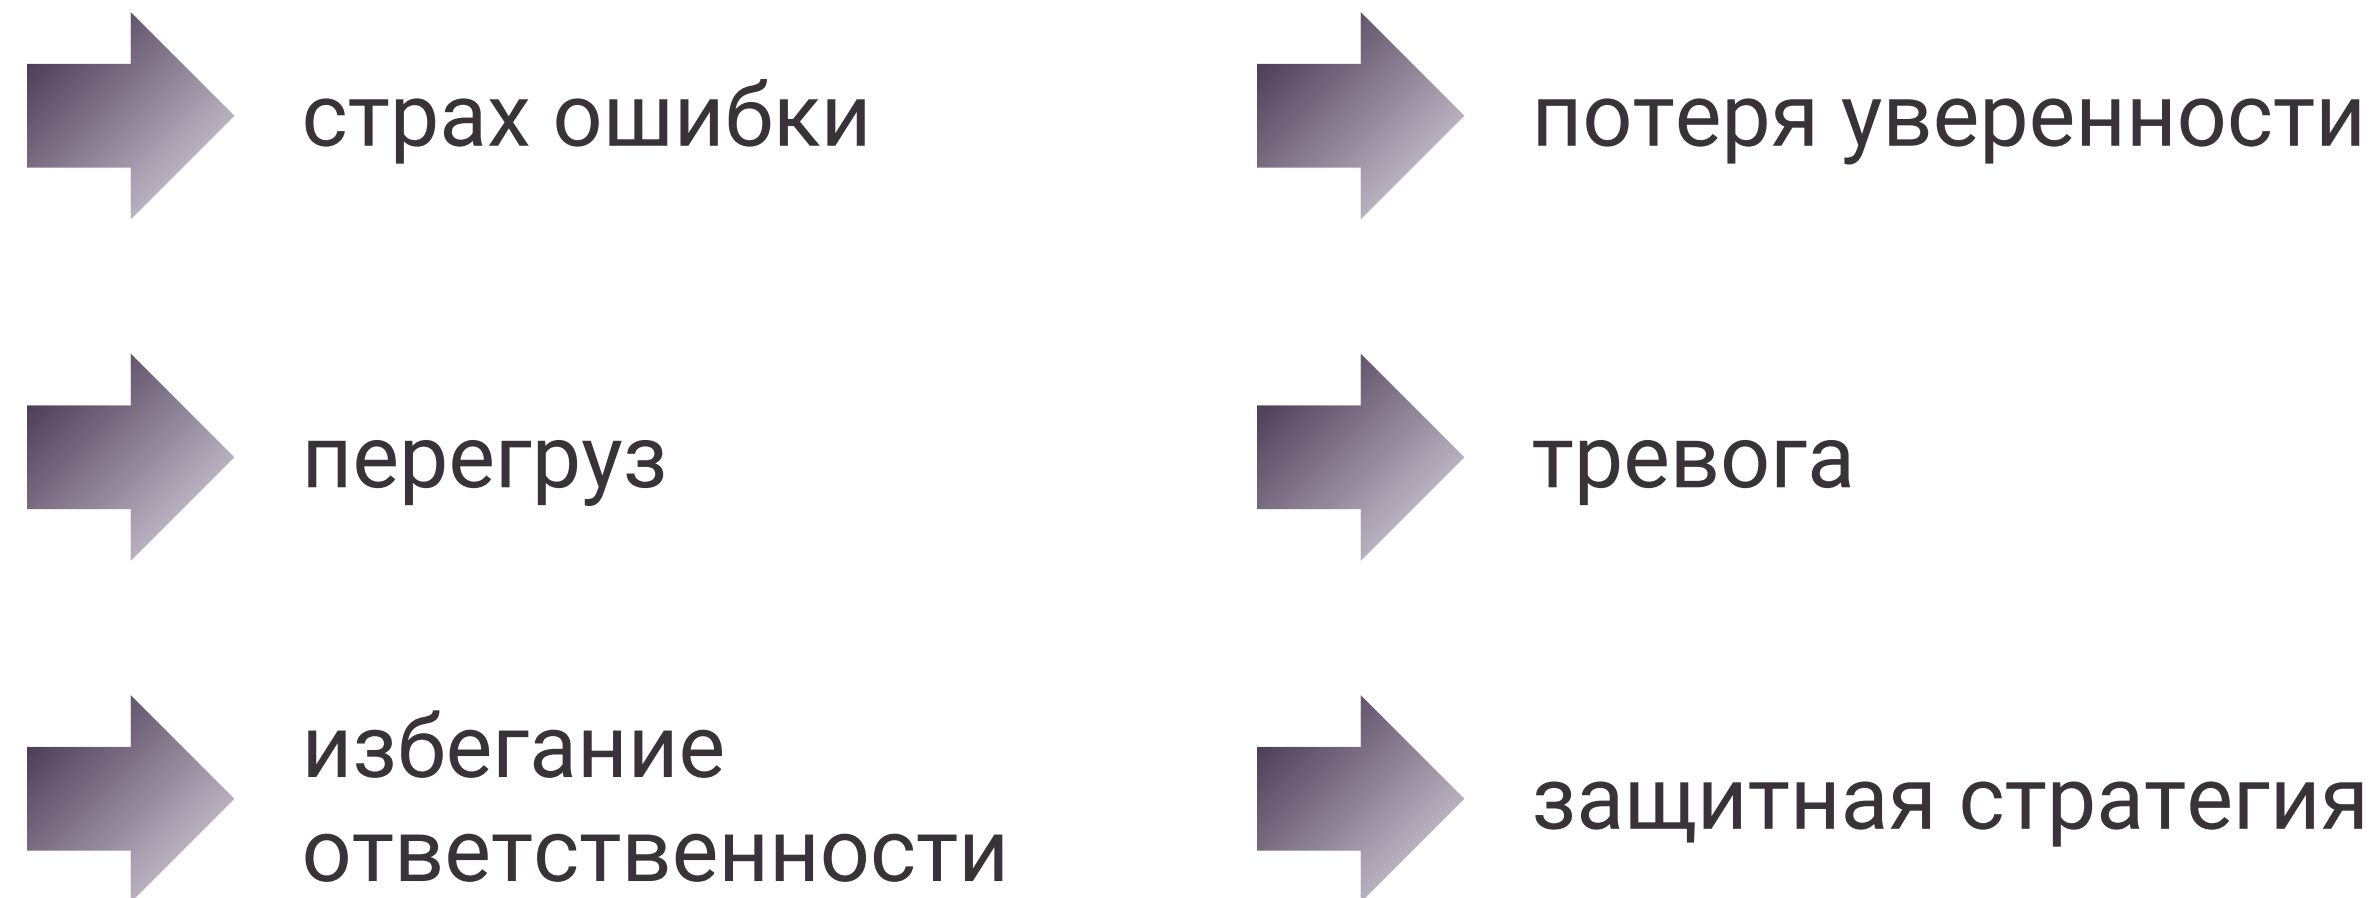 страх ошибки
потеря уверенности
перегруз
тревога
избегание
ответственности
защитная стратегия